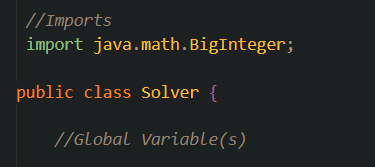 //Imports
import java.math.BigInteger;
public class Solver {
//Global Variable(s)